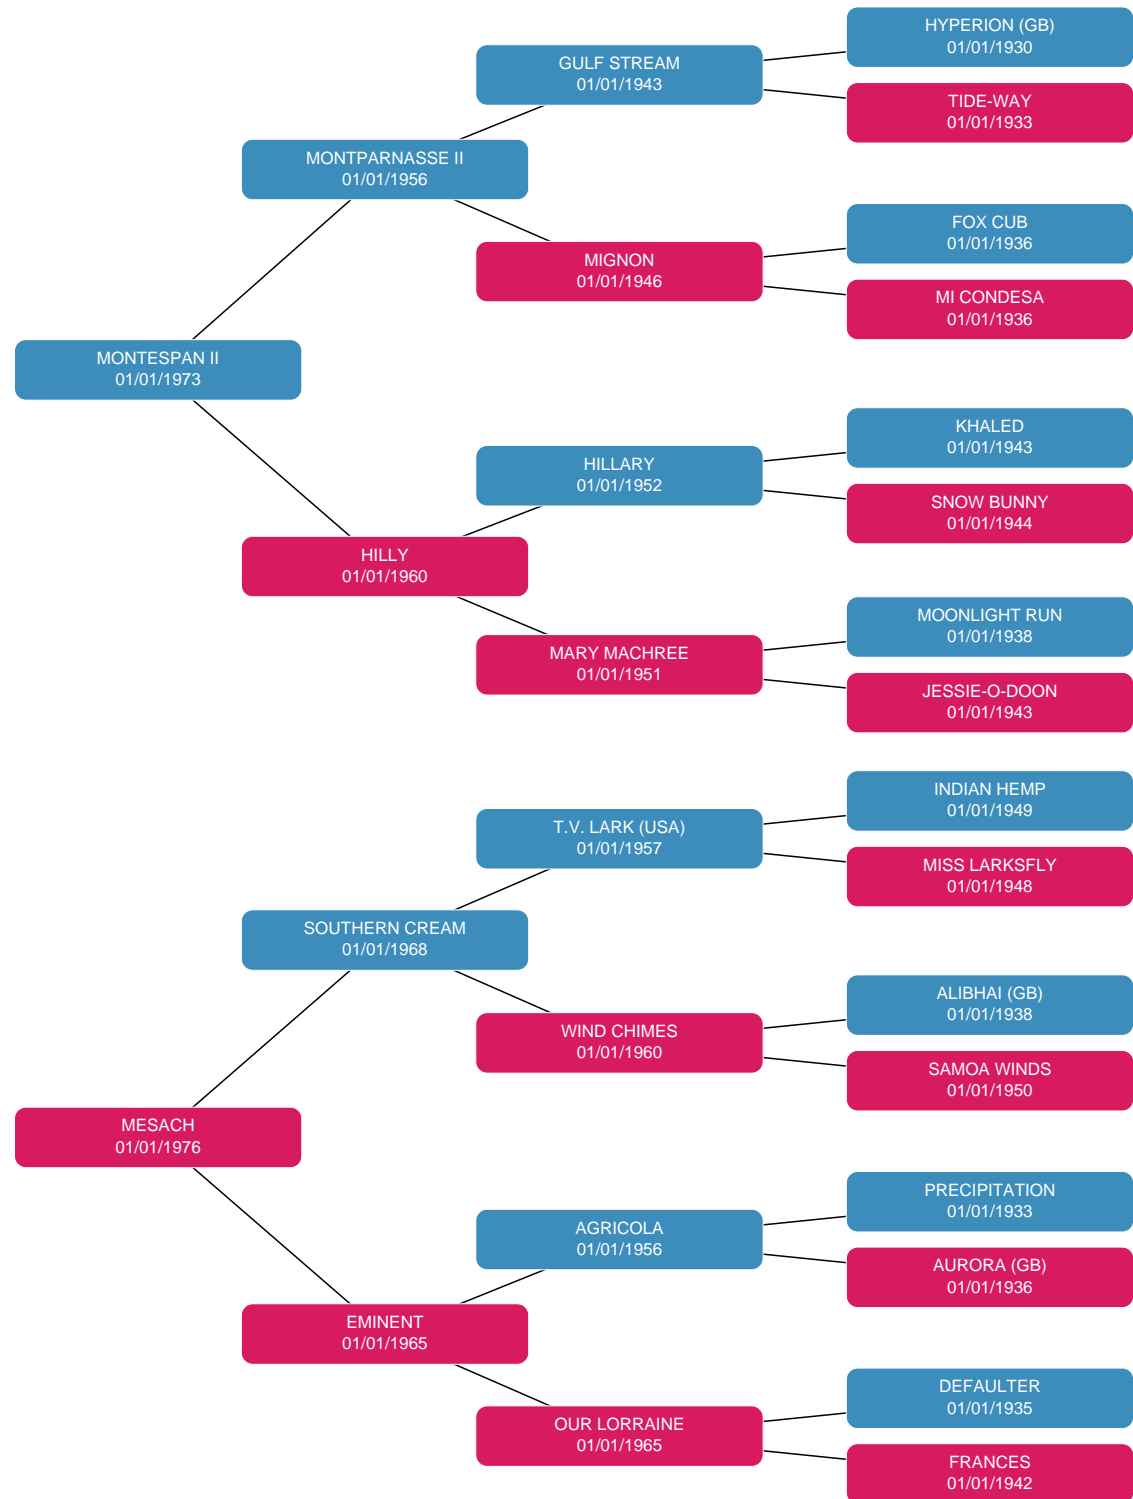 HYPERION (GB)
01/01/1930
GULF STREAM
01/01/1943
TIDE-WAY
01/01/1933
MONTPARNASSE II
01/01/1956
FOX CUB
01/01/1936
MIGNON
01/01/1946
MI CONDESA
01/01/1936
MONTESPAN II
01/01/1973
KHALED
01/01/1943
HILLARY
01/01/1952
SNOW BUNNY
01/01/1944
HILLY
01/01/1960
MOONLIGHT RUN
01/01/1938
MARY MACHREE
01/01/1951
JESSIE-O-DOON
01/01/1943
INDIAN HEMP
01/01/1949
T.V. LARK (USA)
01/01/1957
MISS LARKSFLY
01/01/1948
SOUTHERN CREAM
01/01/1968
ALIBHAI (GB)
01/01/1938
WIND CHIMES
01/01/1960
SAMOA WINDS
01/01/1950
MESACH
01/01/1976
PRECIPITATION
01/01/1933
AGRICOLA
01/01/1956
AURORA (GB)
01/01/1936
EMINENT
01/01/1965
DEFAULTER
01/01/1935
OUR LORRAINE
01/01/1965
FRANCES
01/01/1942